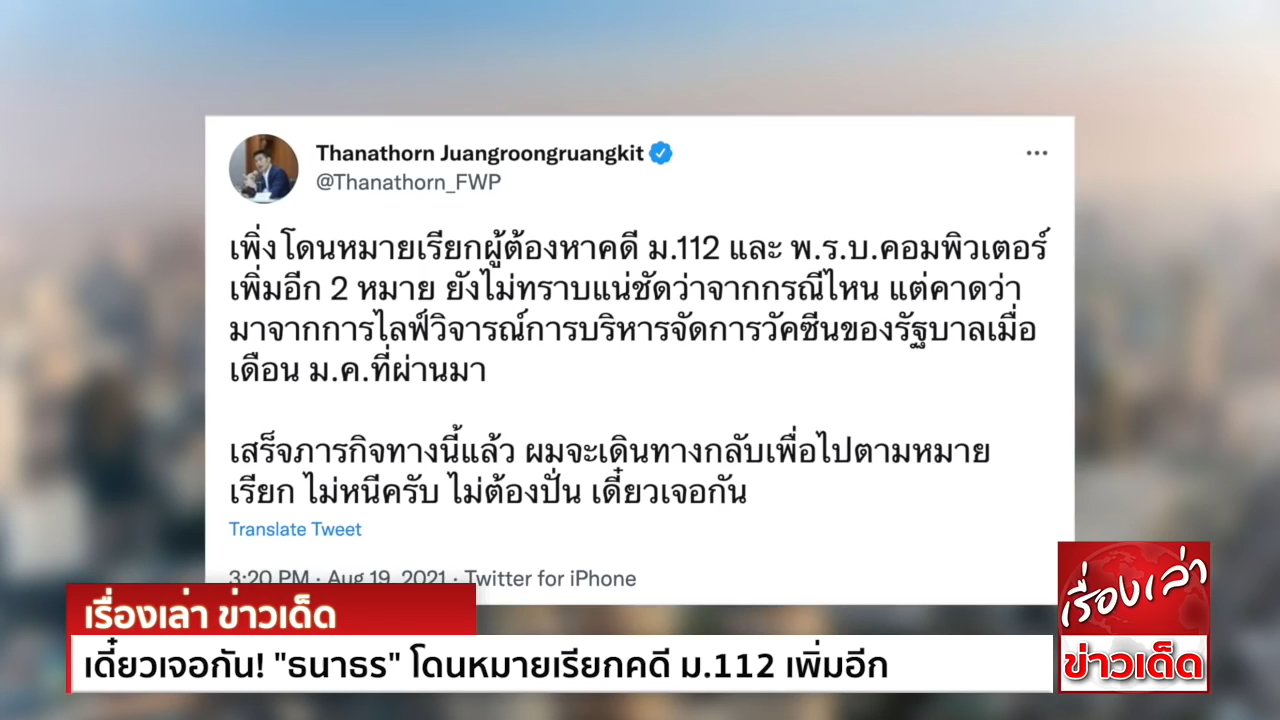 Thanathorn Juangroongruangkit
@Thanathorn_FWP
เพิ่งโดนหมายเรียกผู้ต้องหาคดี ม.112 และ พ.ร.บ.คอมพิวเตอร์
เพิ่มอีก 2 หมาย ยังไม่ทราบแน่ชัดว่าจากกรณีไหน แต่คาดว่า
มาจากการไลฟ์วิจารณ์การบริหารจัดการวัคซีนของรัฐบาลเมื่อ
เดือน ม.ค.ที่ผ่านมา
เสร็จภารกิจทางนี้แล้ว ผมจะเดินทางกลับเพื่อไปตามหมาย
เรียก ไม่หนีครับ ไม่ต้องปั่น เดี๋ยวเจอกัน
Translate Tweet
3:20 PM · Aug 19, 2021 · Twitter for iPhone
เรื่องเล่า ข่าวเด็ด
เดี๋ยวเจอกัน! "ธนาธร" โดนหมายเรียกคดี ม.112 เพิ่มอีก
เรื่องเล่า
ข่าวเด็ด